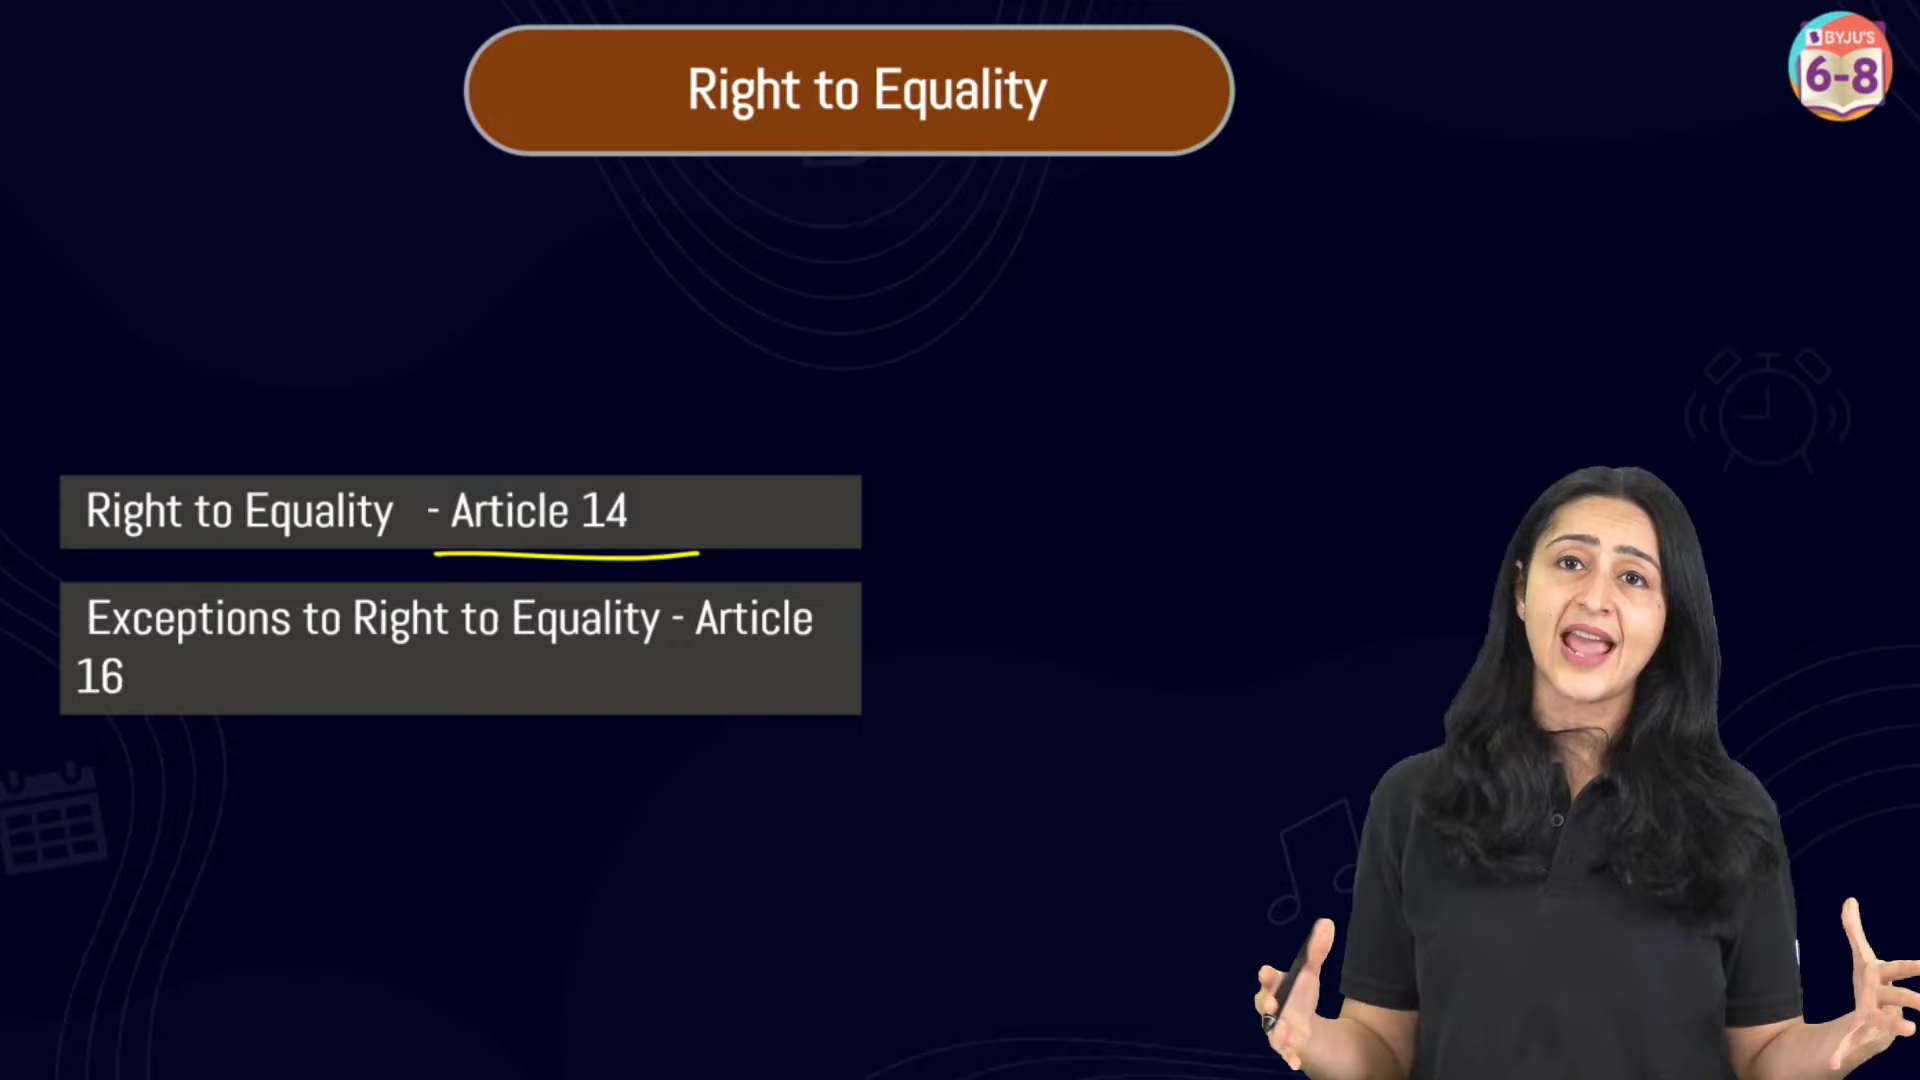 Right to Equality
BYJU'S
6-8
Right to Equality - Article 14
Exceptions to Right to Equality - Article
16